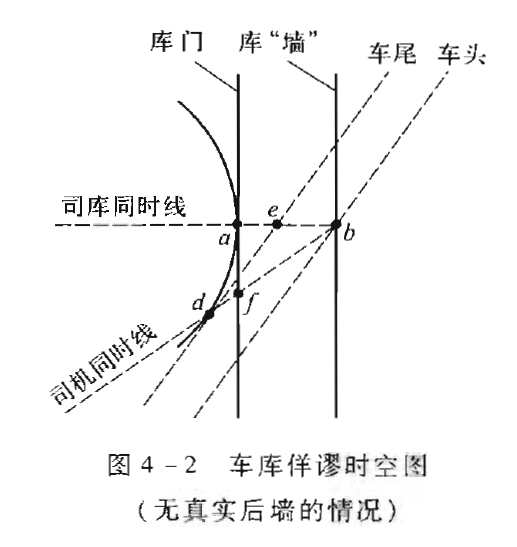 库门 库“墙” 车尾 车头
司库同时线
a
e
b
d
f
司机同时线
图4-2 车库佯谬时空图
(无真实后墙的情况)